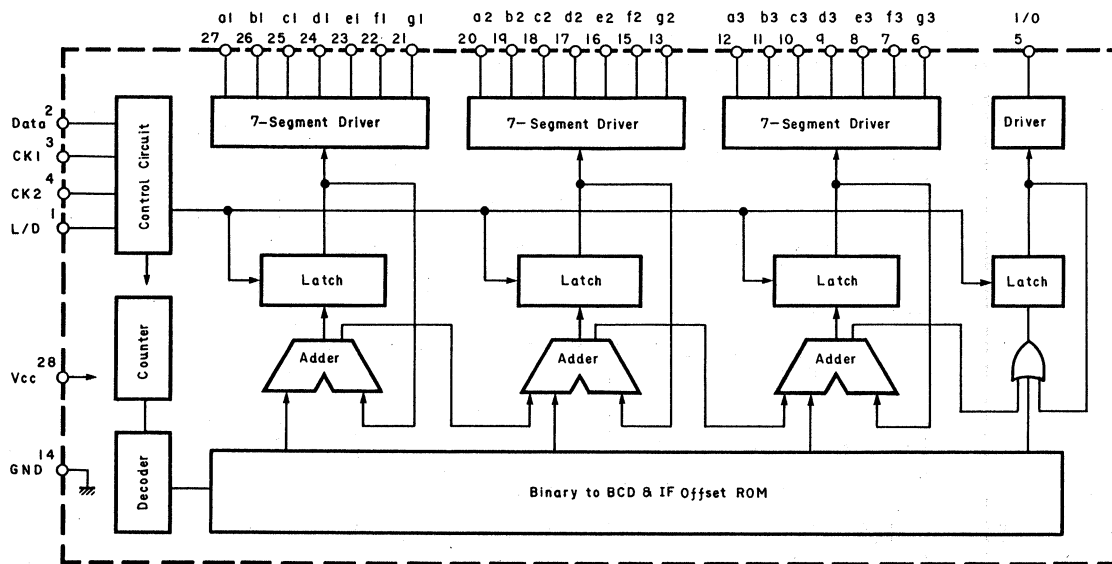 a1 b1 c1 d1 e1 f1 g1 a2 b2 c2 d2 e2 f2 g2 a3 b3 c3 d3 e3 f3 g3 I/O
27 26 25 24 23 22 21 20 19 18 17 16 15 13 12 11 10 9 8 7 6 5
7-Segment Driver 7-Segment Driver 7-Segment Driver Driver
Data 2
CK1 3
CK2 4
L/D 1
Control Circuit
Latch Latch Latch Latch
Adder Adder Adder
Vcc 28
Counter
GND 14
Decoder
Binary to BCD & IF Offset ROM